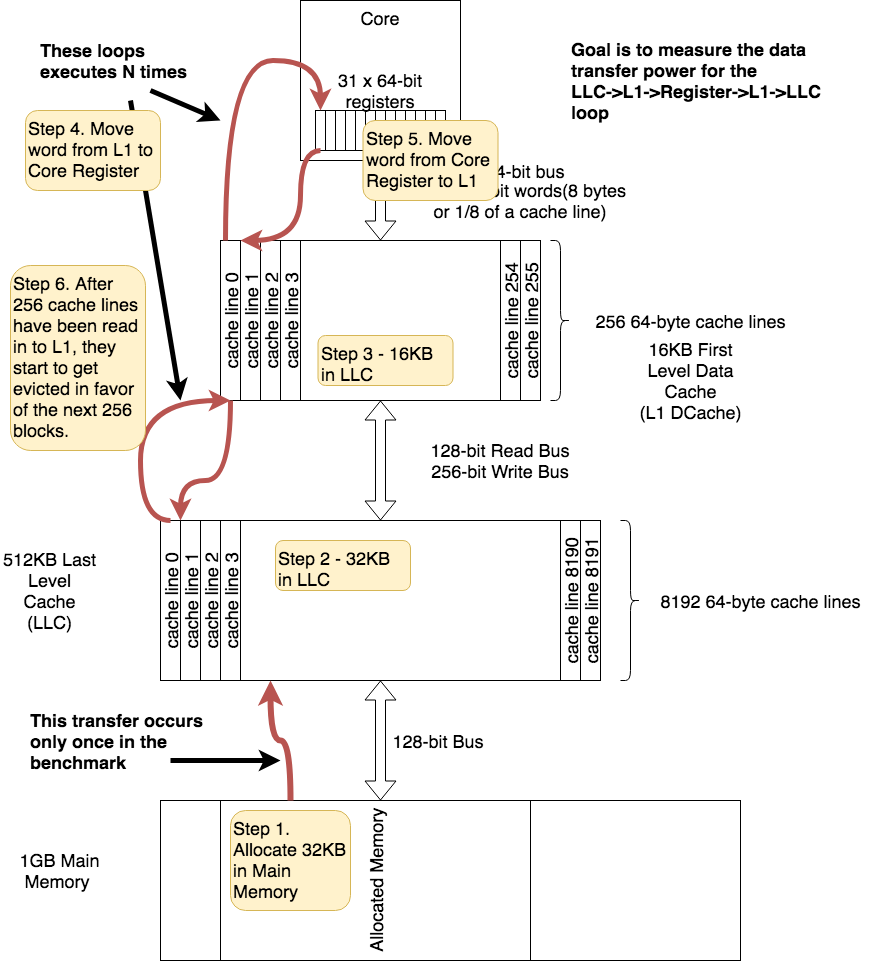 Core
These loops
executes N times
Goal is to measure the data
transfer power for the
LLC->L1->Register->L1->LLC
loop
31 x 64-bit
registers
Step 4. Move
word from L1 to
Core Register
Step 5. Move
word from Core
Register to L1
4-bit bus
bit words(8 bytes
or 1/8 of a cache line)
cache line 0
cache line 1
cache line 2
cache line 3
cache line 254
cache line 255
Step 6. After
256 cache lines
have been read
in to L1, they
start to get
evicted in favor
of the next 256
blocks.
Step 3 - 16KB
in LLC
256 64-byte cache lines
16KB First
Level Data
Cache
(L1 DCache)
128-bit Read Bus
256-bit Write Bus
512KB Last
Level
Cache
(LLC)
cache line 0
cache line 1
cache line 2
cache line 3
Step 2 - 32KB
in LLC
cache line 8190
cache line 8191
8192 64-byte cache lines
This transfer occurs
only once in the
benchmark
128-bit Bus
1GB Main
Memory
Step 1.
Allocate 32KB
in Main
Memory
Allocated Memory